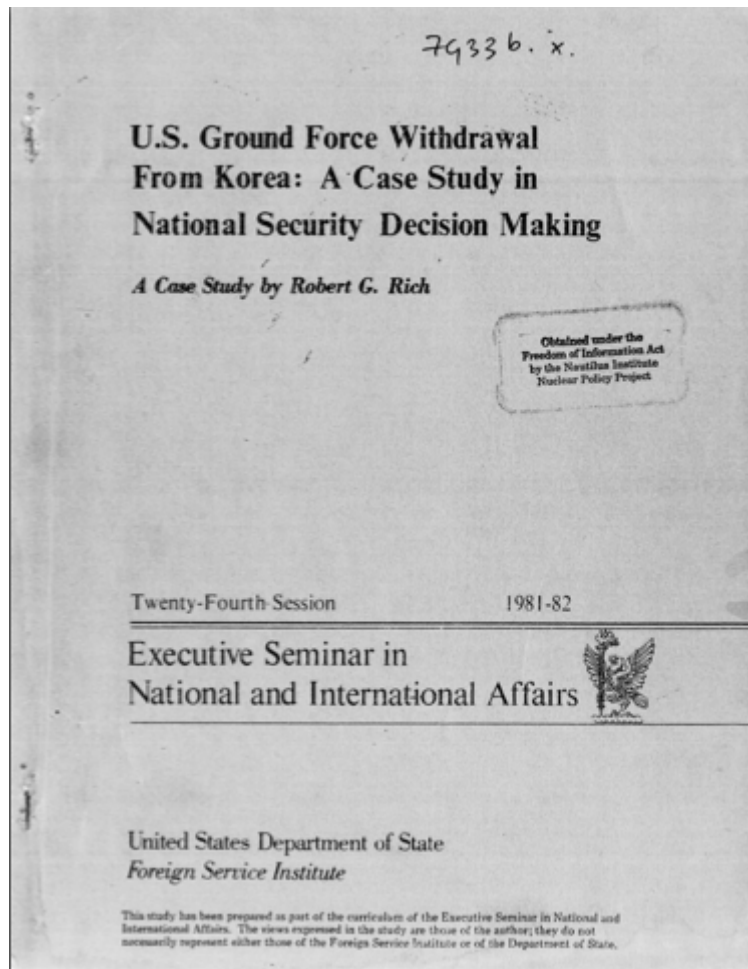 79336.x.
U.S. Ground Force Withdrawal
From Korea: A Case Study in
National Security Decision Making
A Case Study by Robert G. Rich
Obtained under the
Freedom of Information Act
by the Nautilus Institute
Nuclear Policy Project
Twenty-Fourth Session 1981-82
Executive Seminar in
National and International Affairs
United States Department of State
Foreign Service Institute
This study has been prepared as part of the curriculum of the Executive Seminar in National and
International Affairs. The views expressed in the study are those of the author; they do not
necessarily represent either those of the Foreign Service Institute or of the Department of State.